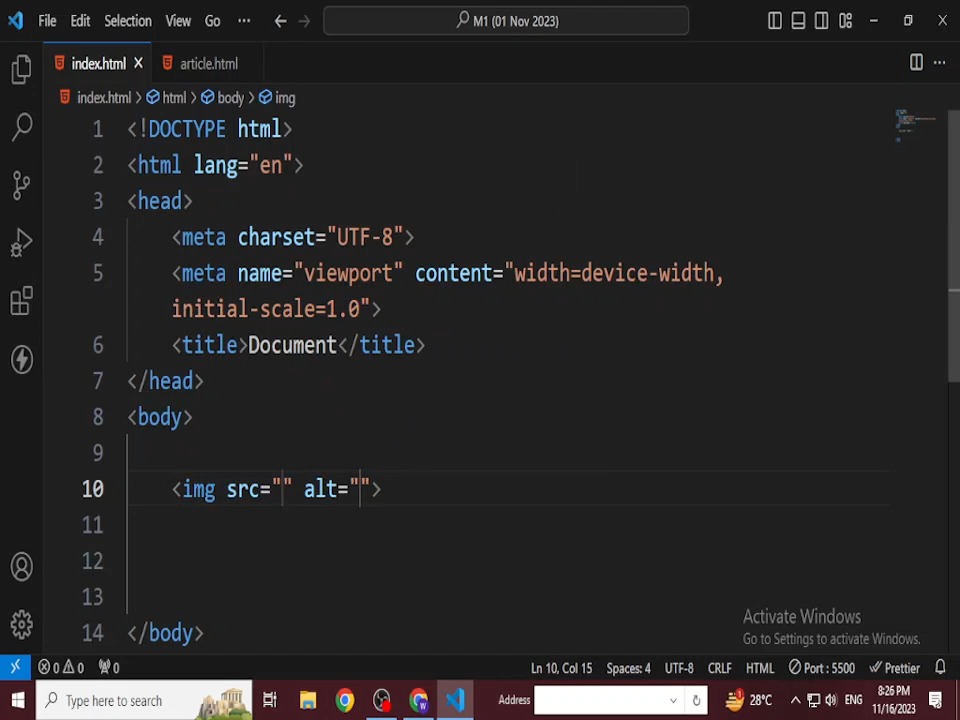 File Edit Selection View Go ··· M1 (01 Nov 2023)
index.html article.html
index.html > html > body > img
1 <!DOCTYPE html>
2 <html lang="en">
3 <head>
4 <meta charset="UTF-8">
5 <meta name="viewport" content="width=device-width,
initial-scale=1.0">
6 <title>Document</title>
7 </head>
8 <body>
9
10 <img src="" alt="">
11
12
13
14 </body>
Activate Windows
Go to Settings to activate Windows.
0 0 0 Ln 10, Col 15 Spaces: 4 UTF-8 CRLF HTML Port : 5500 Prettier
Type here to search Address 28°C ENG 8:26 PM
11/16/2023